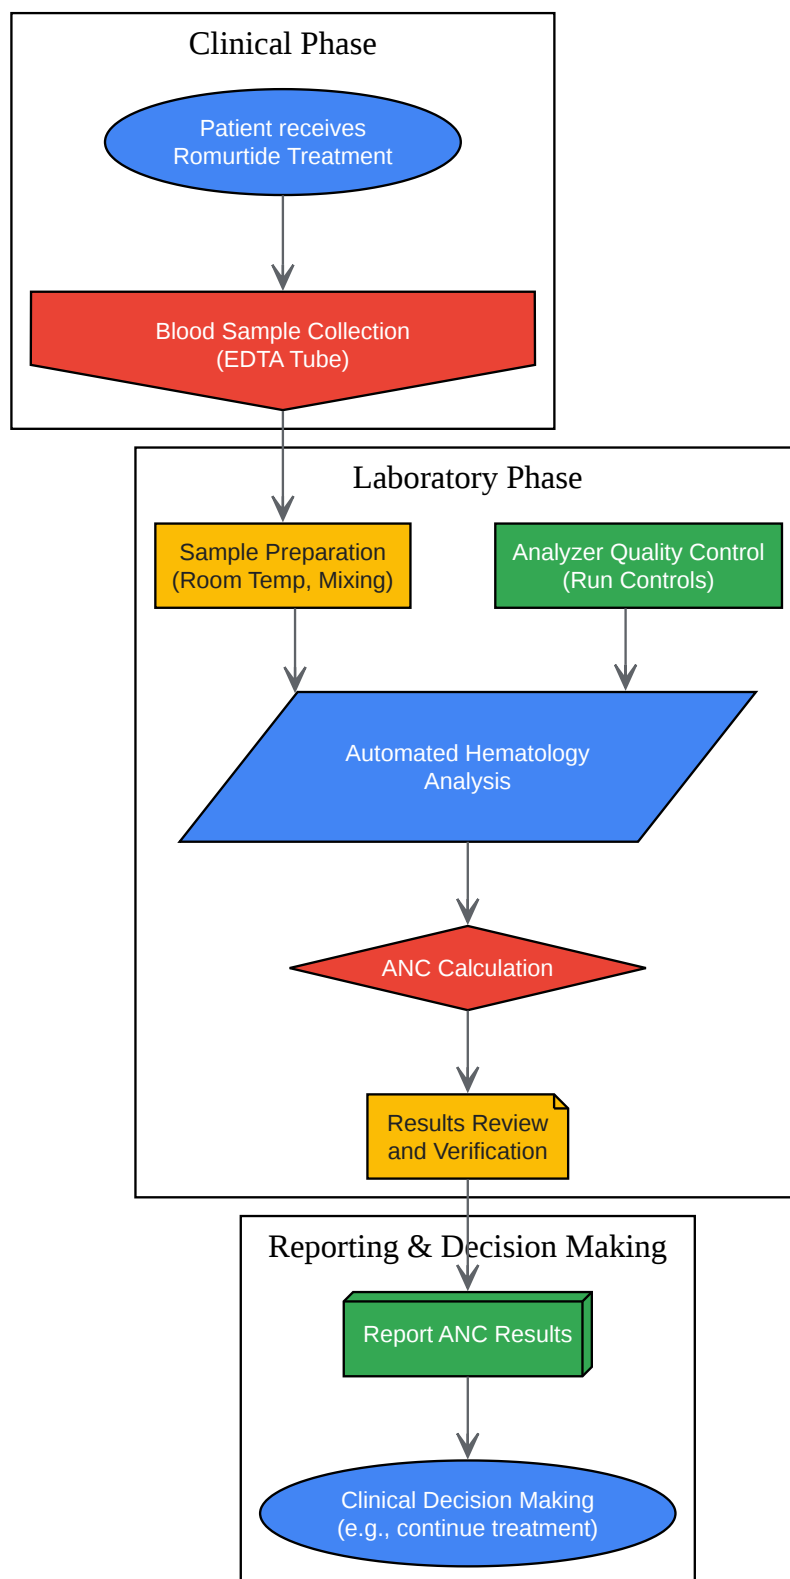 Clinical Phase
Patient receives
Romurtide Treatment
Blood Sample Collection
(EDTA Tube)
Laboratory Phase
Sample Preparation
(Room Temp, Mixing)
Analyzer Quality Control
(Run Controls)
Automated Hematology
Analysis
ANC Calculation
Results Review
and Verification
Reporting & Decision Making
Report ANC Results
Clinical Decision Making
(e.g., continue treatment)